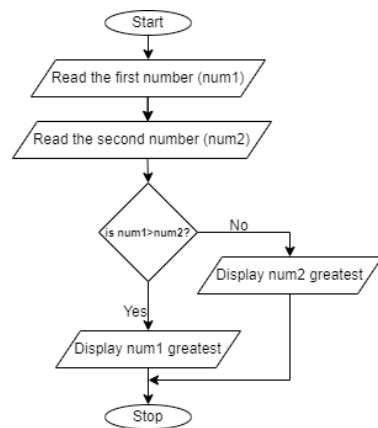 Start
Read the first number (num1)
Read the second number (num2)
is num1>num2?
No
Display num2 greatest
Yes
Display num1 greatest
Stop